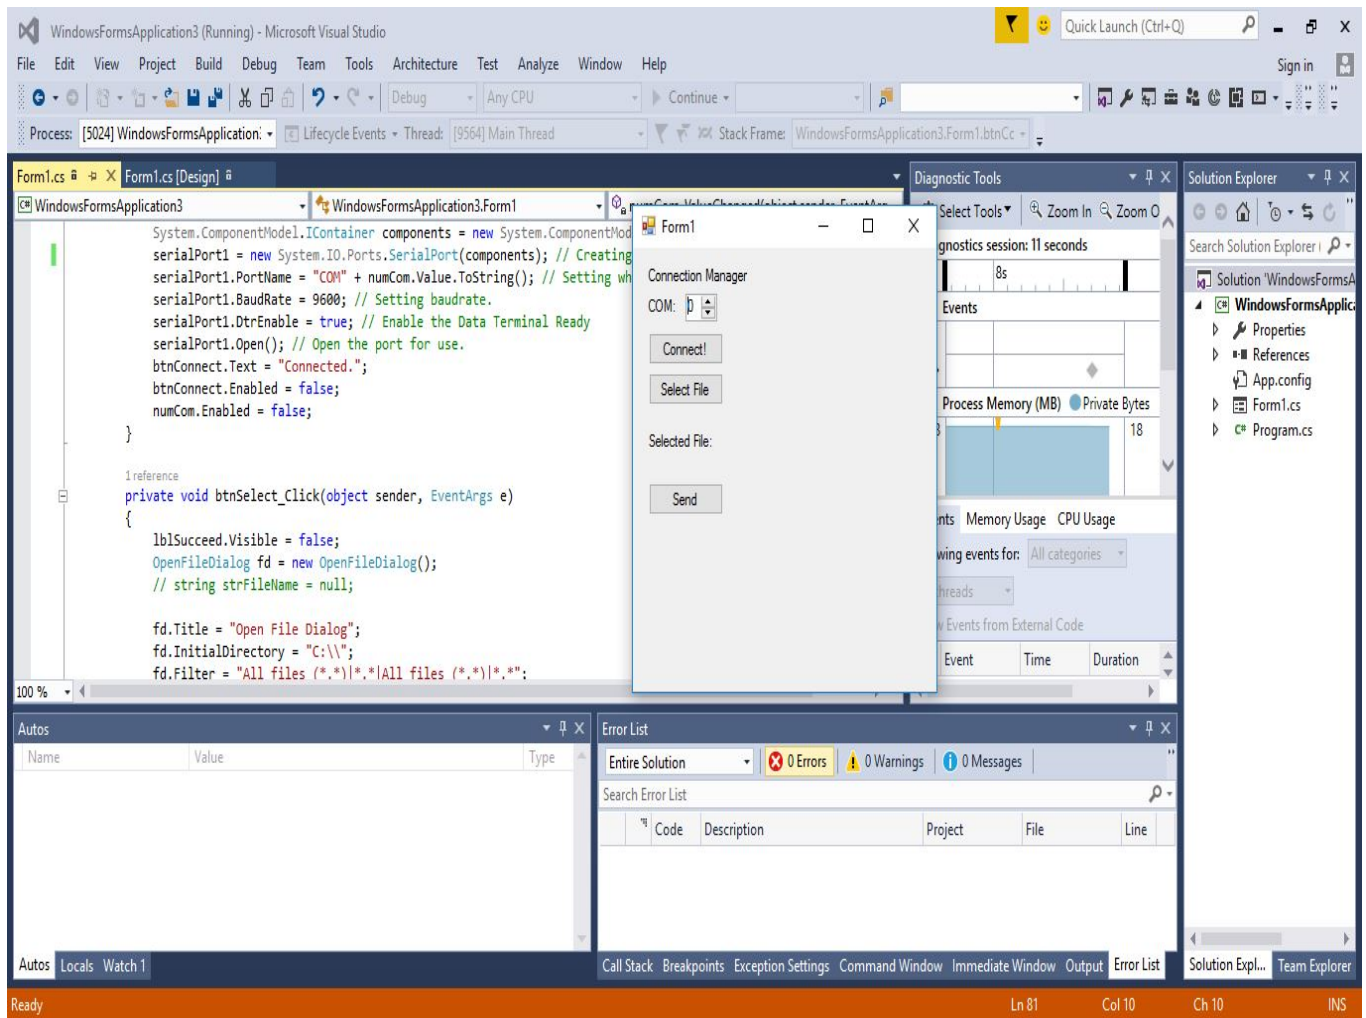 WindowsFormsApplication3 (Running) - Microsoft Visual Studio
Quick Launch (Ctrl+Q)
File Edit View Project Build Debug Team Tools Architecture Test Analyze Window Help
Sign in
Debug Any CPU Continue
Process: [5024] WindowsFormsApplication: Lifecycle Events Thread: [9564] Main Thread Stack Frame: WindowsFormsApplication3.Form1.btnCc
Form1.cs Form1.cs [Design]
WindowsFormsApplication3 WindowsFormsApplication3.Form1
System.ComponentModel.IContainer components = new System.Component
serialPort1 = new System.IO.Ports.SerialPort(components); // Creating
serialPort1.PortName = "COM" + numCom.Value.ToString(); // Setting wh
serialPort1.BaudRate = 9600; // Setting baudrate.
serialPort1.DtrEnable = true; // Enable the Data Terminal Ready
serialPort1.Open(); // Open the port for use.
btnConnect.Text = "Connected.";
btnConnect.Enabled = false;
numCom.Enabled = false;
}
1 reference
private void btnSelect_Click(object sender, EventArgs e)
{
lblSucceed.Visible = false;
OpenFileDialog fd = new OpenFileDialog();
// string strFileName = null;
fd.Title = "Open File Dialog";
fd.InitialDirectory = "C:\\";
fd.Filter = "All files (*.*)|*.*|All files (*.*)|*.*";
100 %
Form1
Connection Manager
COM: 0
Connect!
Select File
Selected File:
Send
Diagnostic Tools
Select Tools Zoom In Zoom O
gnostics session: 11 seconds
8s
Events
Process Memory (MB) Private Bytes
18
nts Memory Usage CPU Usage
wing events for: All categories
hreads
w Events from External Code
Event Time Duration
Solution Explorer
Search Solution Explorer (
Solution 'WindowsFormsA
WindowsFormsApplic
Properties
References
App.config
Form1.cs
Program.cs
Autos
Name Value Type
Error List
Entire Solution 0 Errors 0 Warnings 0 Messages
Search Error List
Code Description Project File Line
Autos Locals Watch 1
Call Stack Breakpoints Exception Settings Command Window Immediate Window Output Error List
Solution Expl... Team Explorer
Ready Ln 81 Col 10 Ch 10 INS